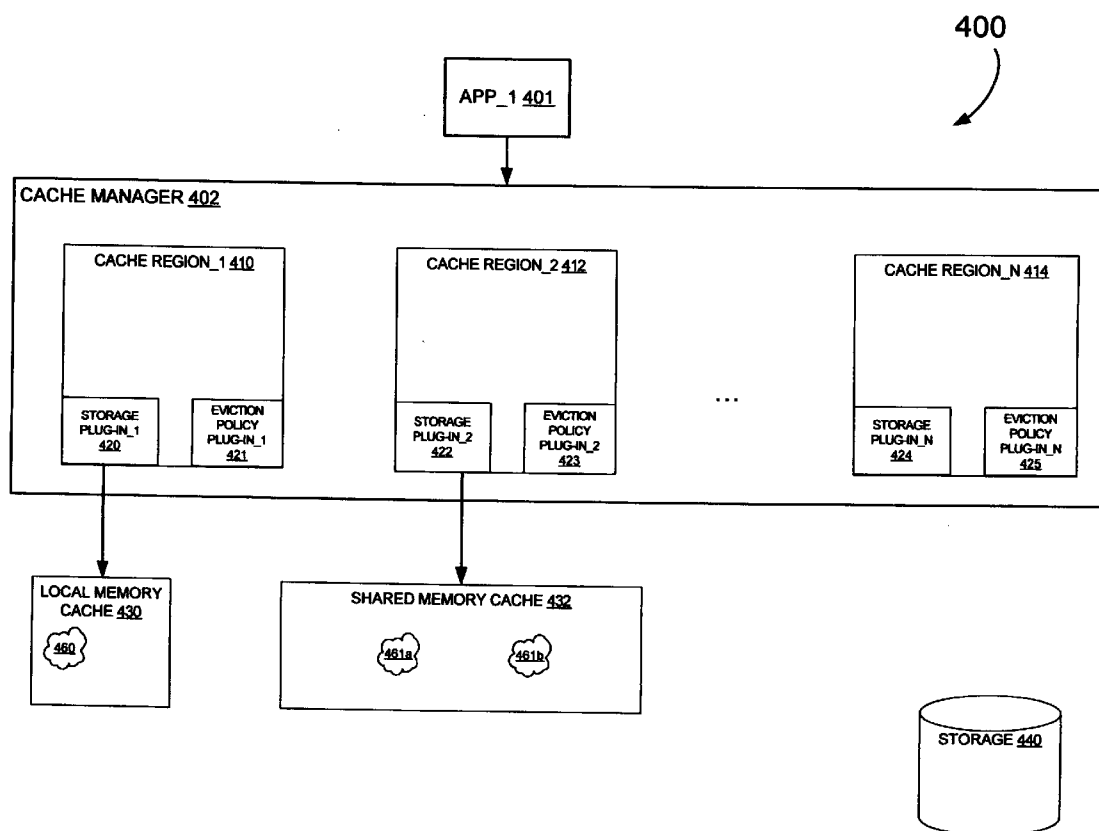 400
APP_1 401
CACHE MANAGER 402
CACHE REGION_1 410
STORAGE
PLUG-IN_1
420
EVICTION
POLICY
PLUG-IN_1
421
CACHE REGION_2 412
STORAGE
PLUG-IN_2
422
EVICTION
POLICY
PLUG-IN_2
423
...
CACHE REGION_N 414
STORAGE
PLUG-IN_N
424
EVICTION
POLICY
PLUG-IN_N
425
LOCAL MEMORY
CACHE 430
460
SHARED MEMORY CACHE 432
461a
461b
STORAGE 440